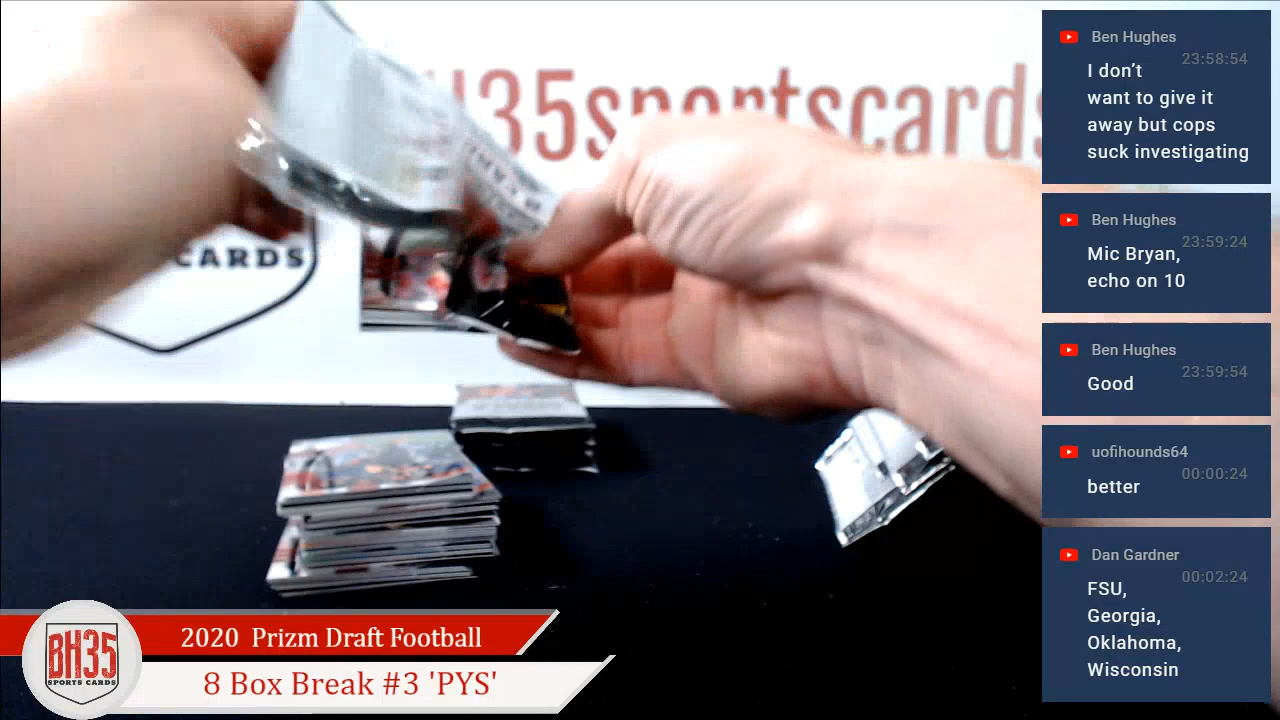 H35sportscards
CARDS
Ben Hughes
23:58:54
I don't
want to give it
away but cops
suck investigating
Ben Hughes
23:59:24
Mic Bryan,
echo on 10
Ben Hughes
23:59:54
Good
uofihounds64
00:00:24
better
Dan Gardner
00:02:24
FSU,
Georgia,
Oklahoma,
Wisconsin
BH35
SPORTS CARDS
2020 Prizm Draft Football
8 Box Break #3 'PYS'